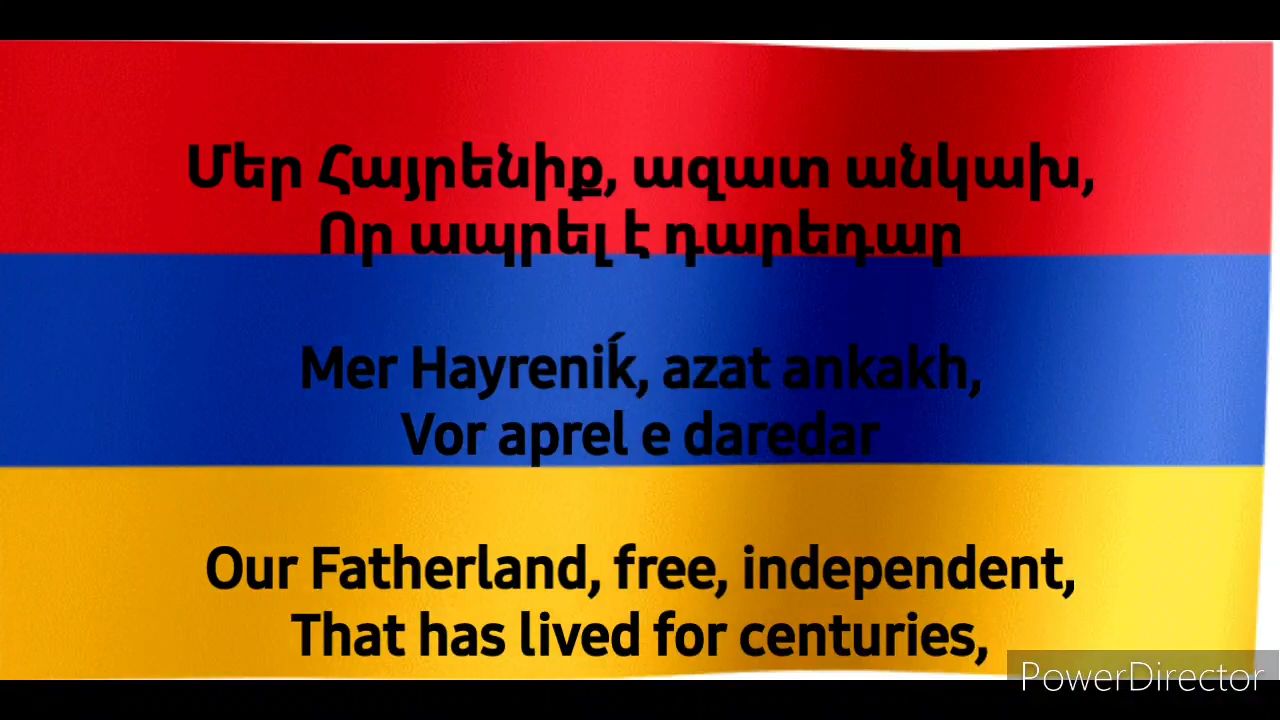 Մեր Հայրենիք, ազատ անկախ,
Որ ապրել է դարեդար
Mer Hayreniḱ, azat ankakh,
Vor aprel e daredar
Our Fatherland, free, independent,
That has lived for centuries,
PowerDirector